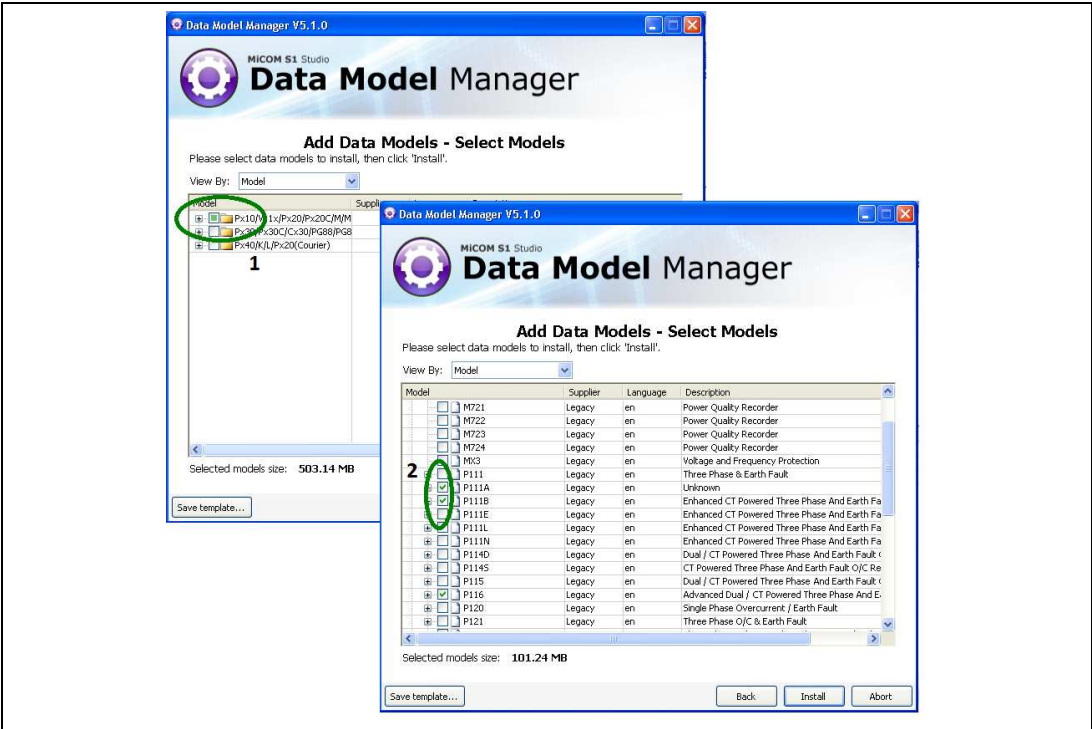 Data Model Manager V5.1.0
MiCOM S1 Studio
Data Model Manager
Add Data Models - Select Models
Please select data models to install, then click 'Install'.
View By: Model
Model
Px10/ 1x/Px20/Px20C/M/M
Px30/Px30C/Cx30/PG88/PG8
Px40/K/L/Px20(Courier)
1
Selected models size: 503.14 MB
Save template...
Data Model Manager V5.1.0
MiCOM S1 Studio
Data Model Manager
Add Data Models - Select Models
Please select data models to install, then click 'Install'.
View By: Model
Model Supplier Language Description
M721 Legacy en Power Quality Recorder
M722 Legacy en Power Quality Recorder
M723 Legacy en Power Quality Recorder
M724 Legacy en Power Quality Recorder
MX3 Legacy en Voltage and Frequency Protection
2
P111 Legacy en Three Phase & Earth Fault
P111A Legacy en Unknown
P111B Legacy en Enhanced CT Powered Three Phase And Earth Fa
P111E Legacy en Enhanced CT Powered Three Phase And Earth Fa
P111L Legacy en Enhanced CT Powered Three Phase And Earth Fa
P111N Legacy en Enhanced CT Powered Three Phase And Earth Fa
P114D Legacy en Dual / CT Powered Three Phase And Earth Fault
P114S Legacy en CT Powered Three Phase And Earth Fault O/C Re
P115 Legacy en Dual / CT Powered Three Phase And Earth Fault
P116 Legacy en Advanced Dual / CT Powered Three Phase And E
P120 Legacy en Single Phase Overcurrent / Earth Fault
P121 Legacy en Three Phase O/C & Earth Fault
Selected models size: 101.24 MB
Save template... Back Install Abort